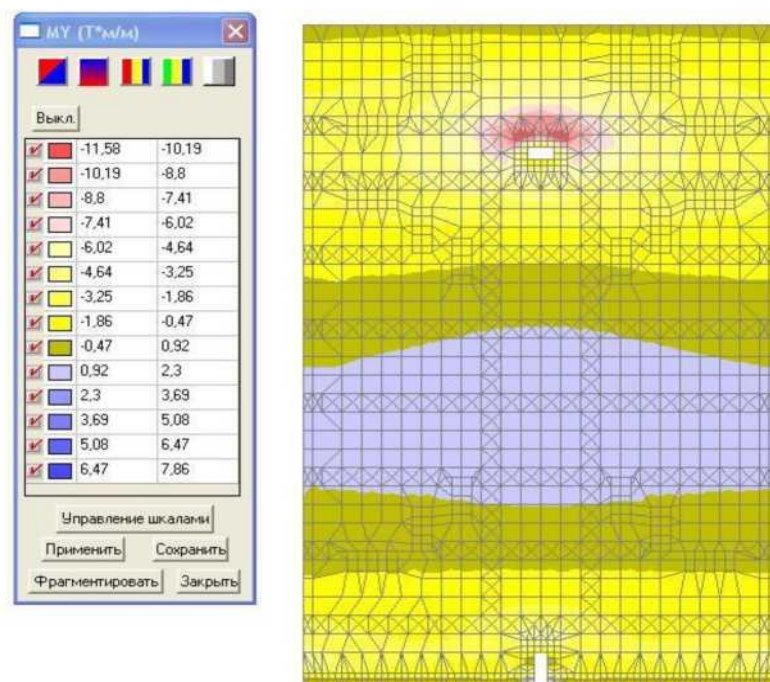 MY (Т*м/м)
Выкл.
-11,58 -10,19
-10,19 -8,8
-8,8 -7,41
-7,41 -6,02
-6,02 -4,64
-4,64 -3,25
-3,25 -1,86
-1,86 -0,47
-0,47 0,92
0,92 2,3
2,3 3,69
3,69 5,08
5,08 6,47
6,47 7,86
Управление шкалами
Применить Сохранить
Фрагментировать Закрыть